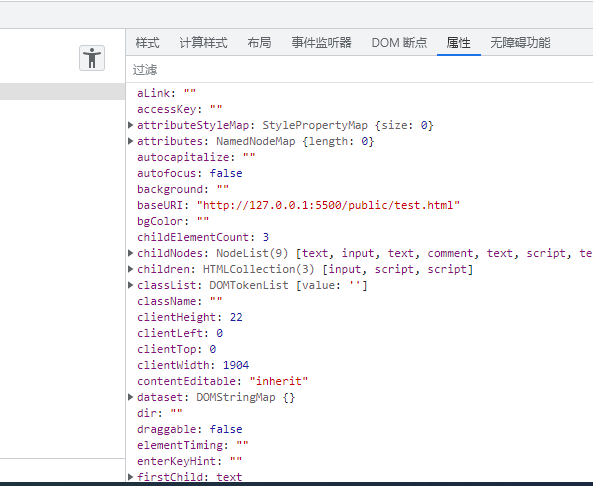 样式 计算样式 布局 事件监听器 DOM 断点 属性 无障碍功能
过滤
aLink: ""
accessKey: ""
attributeStyleMap: StylePropertyMap {size: 0}
attributes: NamedNodeMap {length: 0}
autocapitalize: ""
autofocus: false
background: ""
baseURI: "http://127.0.0.1:5500/public/test.html"
bgColor: ""
childElementCount: 3
childNodes: NodeList(9) [text, input, text, comment, text, script, te
children: HTMLCollection(3) [input, script, script]
classList: DOMTokenList [value: '']
className: ""
clientHeight: 22
clientLeft: 0
clientTop: 0
clientWidth: 1904
contentEditable: "inherit"
dataset: DOMStringMap {}
dir: ""
draggable: false
elementTiming: ""
enterKeyHint: ""
firstChild: text